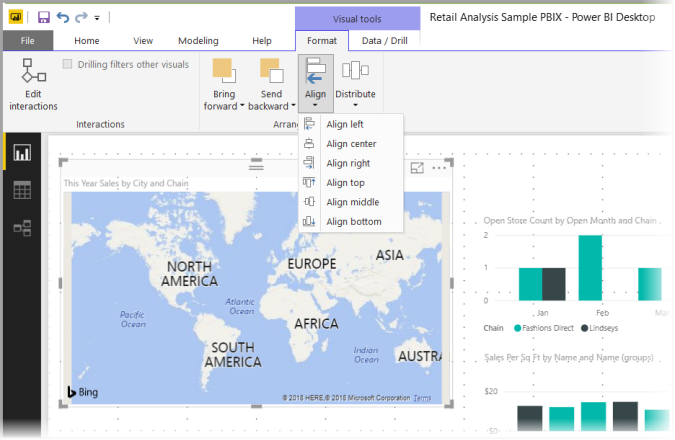 Visual tools
Retail Analysis Sample PBIX - Power BI Desktop
File
Home
View
Modeling
Help
Format
Data / Drill
Edit
interactions
Drilling filters other visuals
Interactions
Bring
forward
Send
backward
Align
Distribute
Arran
Align left
Align center
Align right
Align top
Align middle
Align bottom
This Year Sales by City and Chain
NORTH
AMERICA
EUROPE
ASIA
Pacific
Ocean
Atlantic
Ocean
AFRICA
SOUTH
AMERICA
Indian
Ocean
AUSTRA
Bing
© 2018 HERE, © 2018 Microsoft Corporation Terms
Open Store Count by Open Month and Chain
2
1
0
Jan
Feb
Mar
Chain
Fashions Direct
Lindseys
Sales Per Sq Ft by Name and Name (groups)
$20
$0